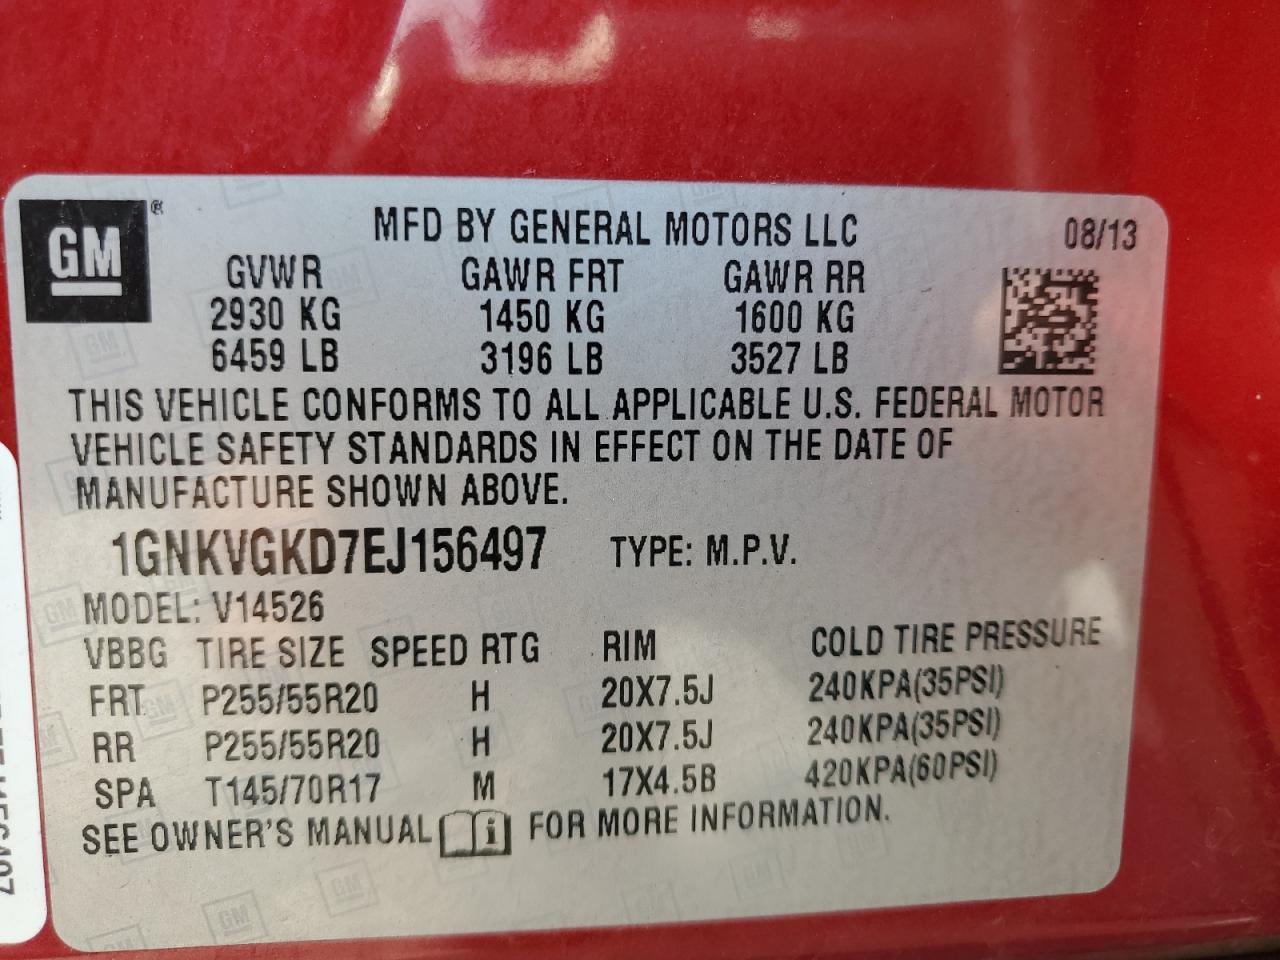 GM®
MFD BY GENERAL MOTORS LLC 08/13
GVWR GAWR FRT GAWR RR
2930 KG 1450 KG 1600 KG
6459 LB 3196 LB 3527 LB
THIS VEHICLE CONFORMS TO ALL APPLICABLE U.S. FEDERAL MOTOR
VEHICLE SAFETY STANDARDS IN EFFECT ON THE DATE OF
MANUFACTURE SHOWN ABOVE.
1GNKVGKD7EJ156497 TYPE: M.P.V.
MODEL: V14526
VBBG TIRE SIZE SPEED RTG RIM COLD TIRE PRESSURE
FRT P255/55R20 H 20X7.5J 240KPA(35PSI)
RR P255/55R20 H 20X7.5J 240KPA(35PSI)
SPA T145/70R17 M 17X4.5B 420KPA(60PSI)
SEE OWNER'S MANUAL i FOR MORE INFORMATION.